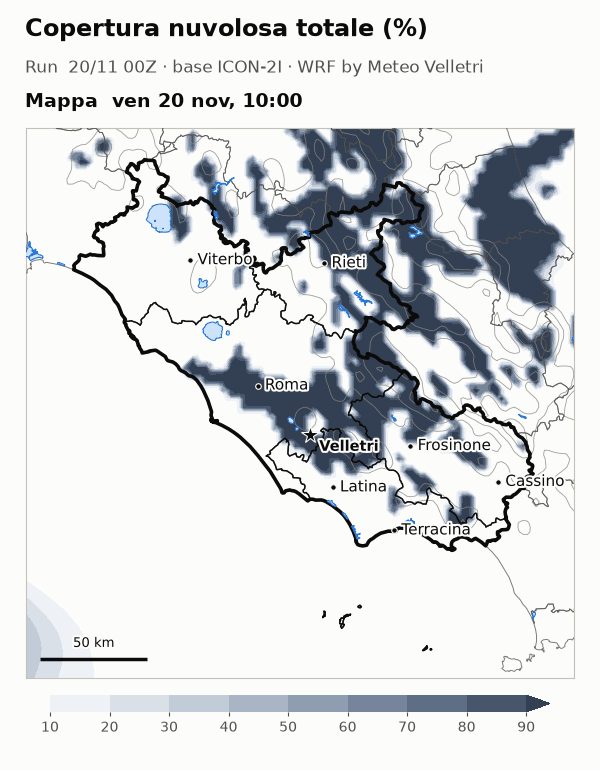 Copertura nuvolosa totale (%)
Run  20/11 00Z · base ICON-2I · WRF by Meteo Velletri
Mappa  ven 20 nov, 10:00
Viterbo
Rieti
Roma
Velletri
Frosinone
Latina
Cassino
Terracina
50 km
10 20 30 40 50 60 70 80 90